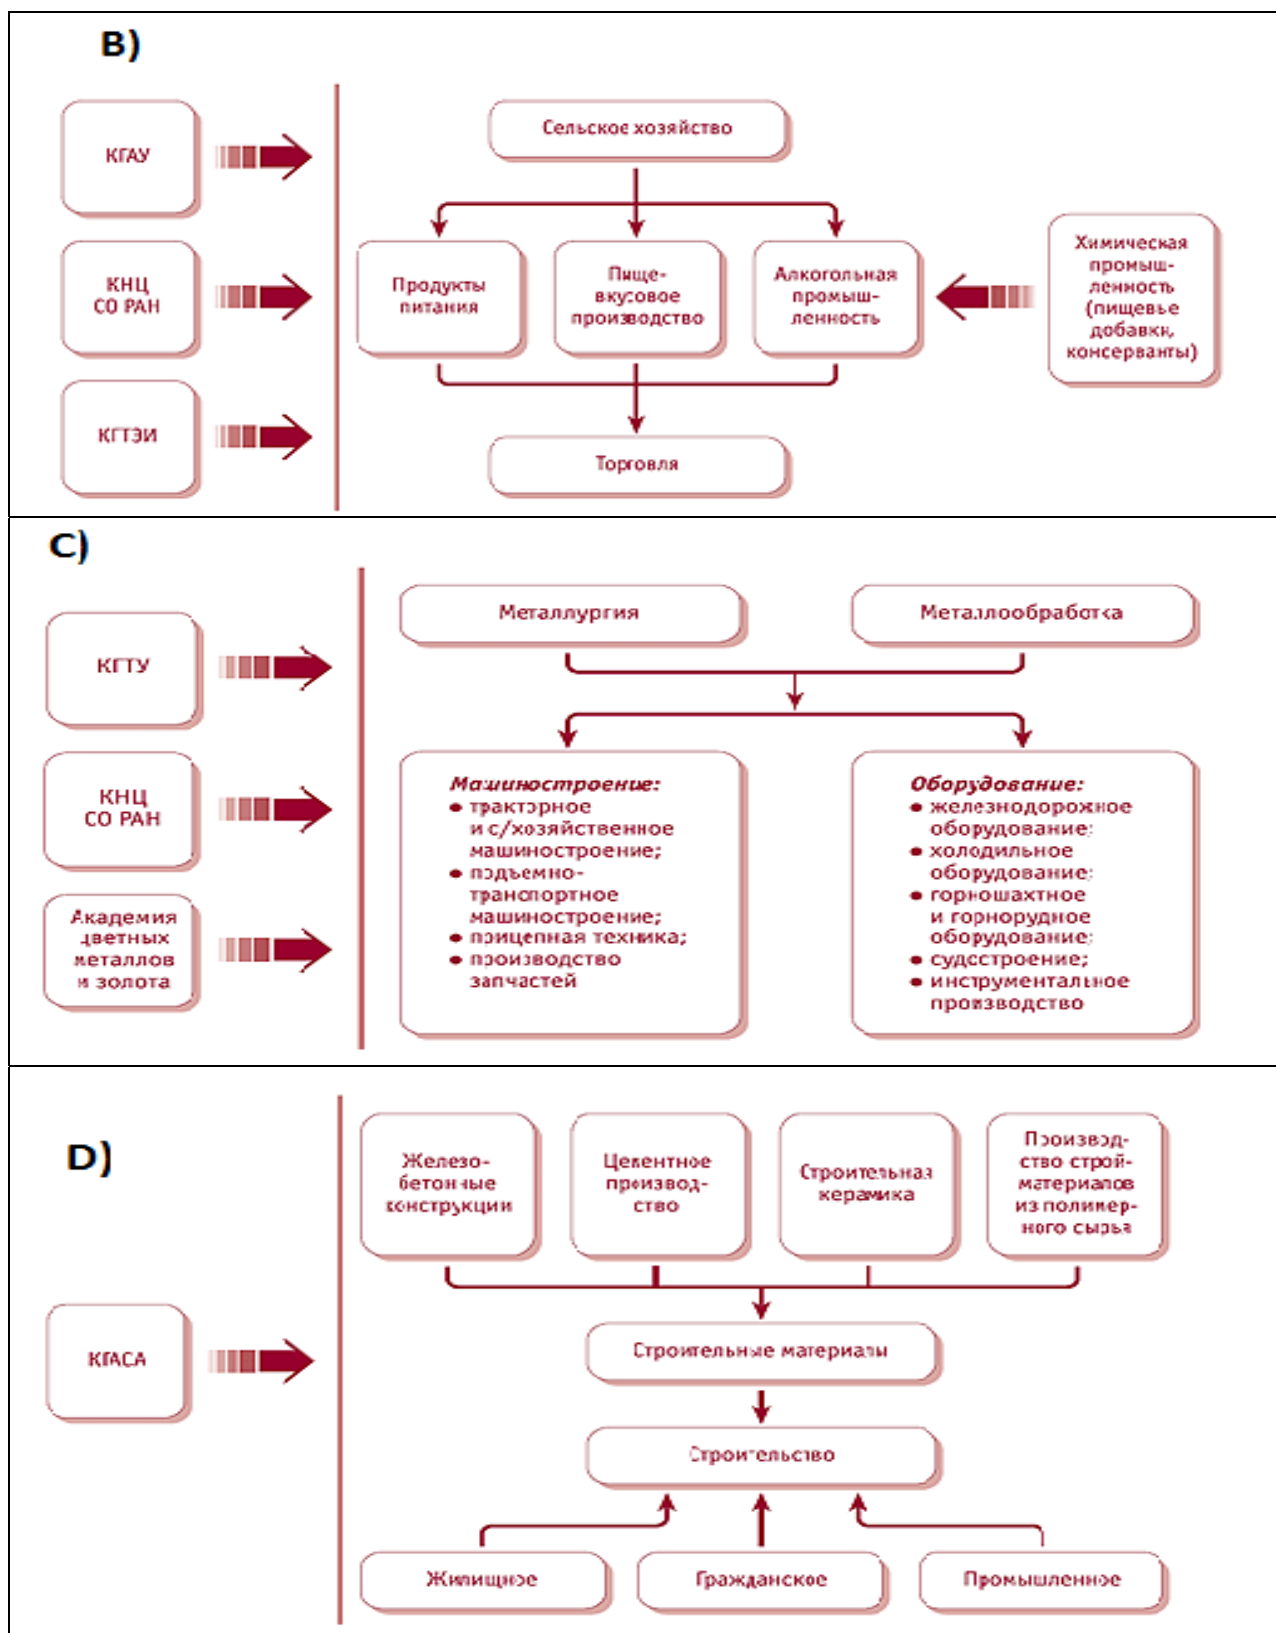 B)
КГАУ
КНЦ
СО РАН
КГТЭИ
Сельское хозяйство
Продукты
питания
Пище-
вкусовое
производство
Алкогольная
промыш-
ленность
Химическая
промыш-
ленность
(пищевые
добавки,
консерванты)
Торговля
C)
КГТУ
КНЦ
СО РАН
Академия
цветных
металлов
и золота
Металлургия
Металлообработка
Машиностроение:
• тракторное
и с/хозяйственное
машиностроение;
• подъемно-
транспортное
машиностроение;
• прицепная техника;
• производство
запчастей
Оборудование:
• железнодорожное
оборудование;
• холодильное
оборудование;
• горношахтное
и горнорудное
оборудование;
• судостроение;
• инструментальное
производство
D)
КГАСА
Железо-
бетонные
конструкции
Цементное
производ-
ство
Строительная
керамика
Производ-
ство строй-
материалов
из полимер-
ного сырья
Строительные материалы
Строительство
Жилищное
Гражданское
Промышленное